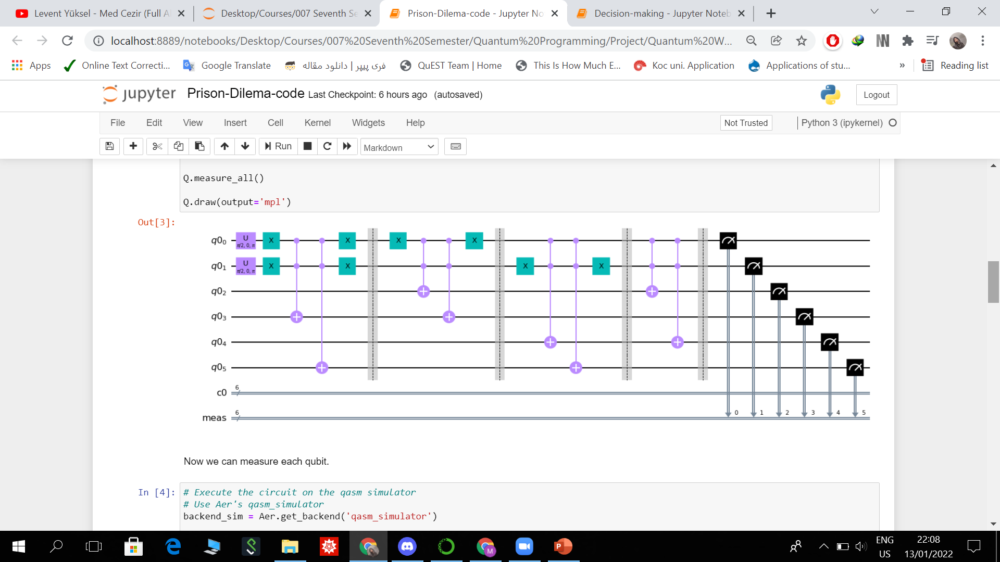 Levent Yüksel - Med Cezir (Full Al
Desktop/Courses/007 Seventh Se
Prison-Dilema-code - Jupyter No
Decision-making - Jupyter Noteb
localhost:8889/notebooks/Desktop/Courses/007%20Seventh%20Semester/Quantum%20Programming/Project/Quantum%20W...
Apps
Online Text Correcti...
Google Translate
فری پیپر | دانلود مقاله
QuEST Team | Home
This Is How Much E...
Koc uni. Application
Applications of stu...
»
Reading list
jupyter Prison-Dilema-code Last Checkpoint: 6 hours ago (autosaved)
Logout
File Edit View Insert Cell Kernel Widgets Help
Not Trusted
Python 3 (ipykernel)
Run
Markdown
Q.measure_all()
Q.draw(output='mpl')
Out[3]:
q0₀ U π/2, 0, π X X X X
q0₁ U π/2, 0, π X X X X
q0₂
q0₃
q0₄
q0₅
c0 6
meas 6 0 1 2 3 4 5
Now we can measure each qubit.
In [4]: # Execute the circuit on the qasm simulator
# Use Aer's qasm_simulator
backend_sim = Aer.get_backend('qasm_simulator')
M
P
ENG
US
22:08
13/01/2022